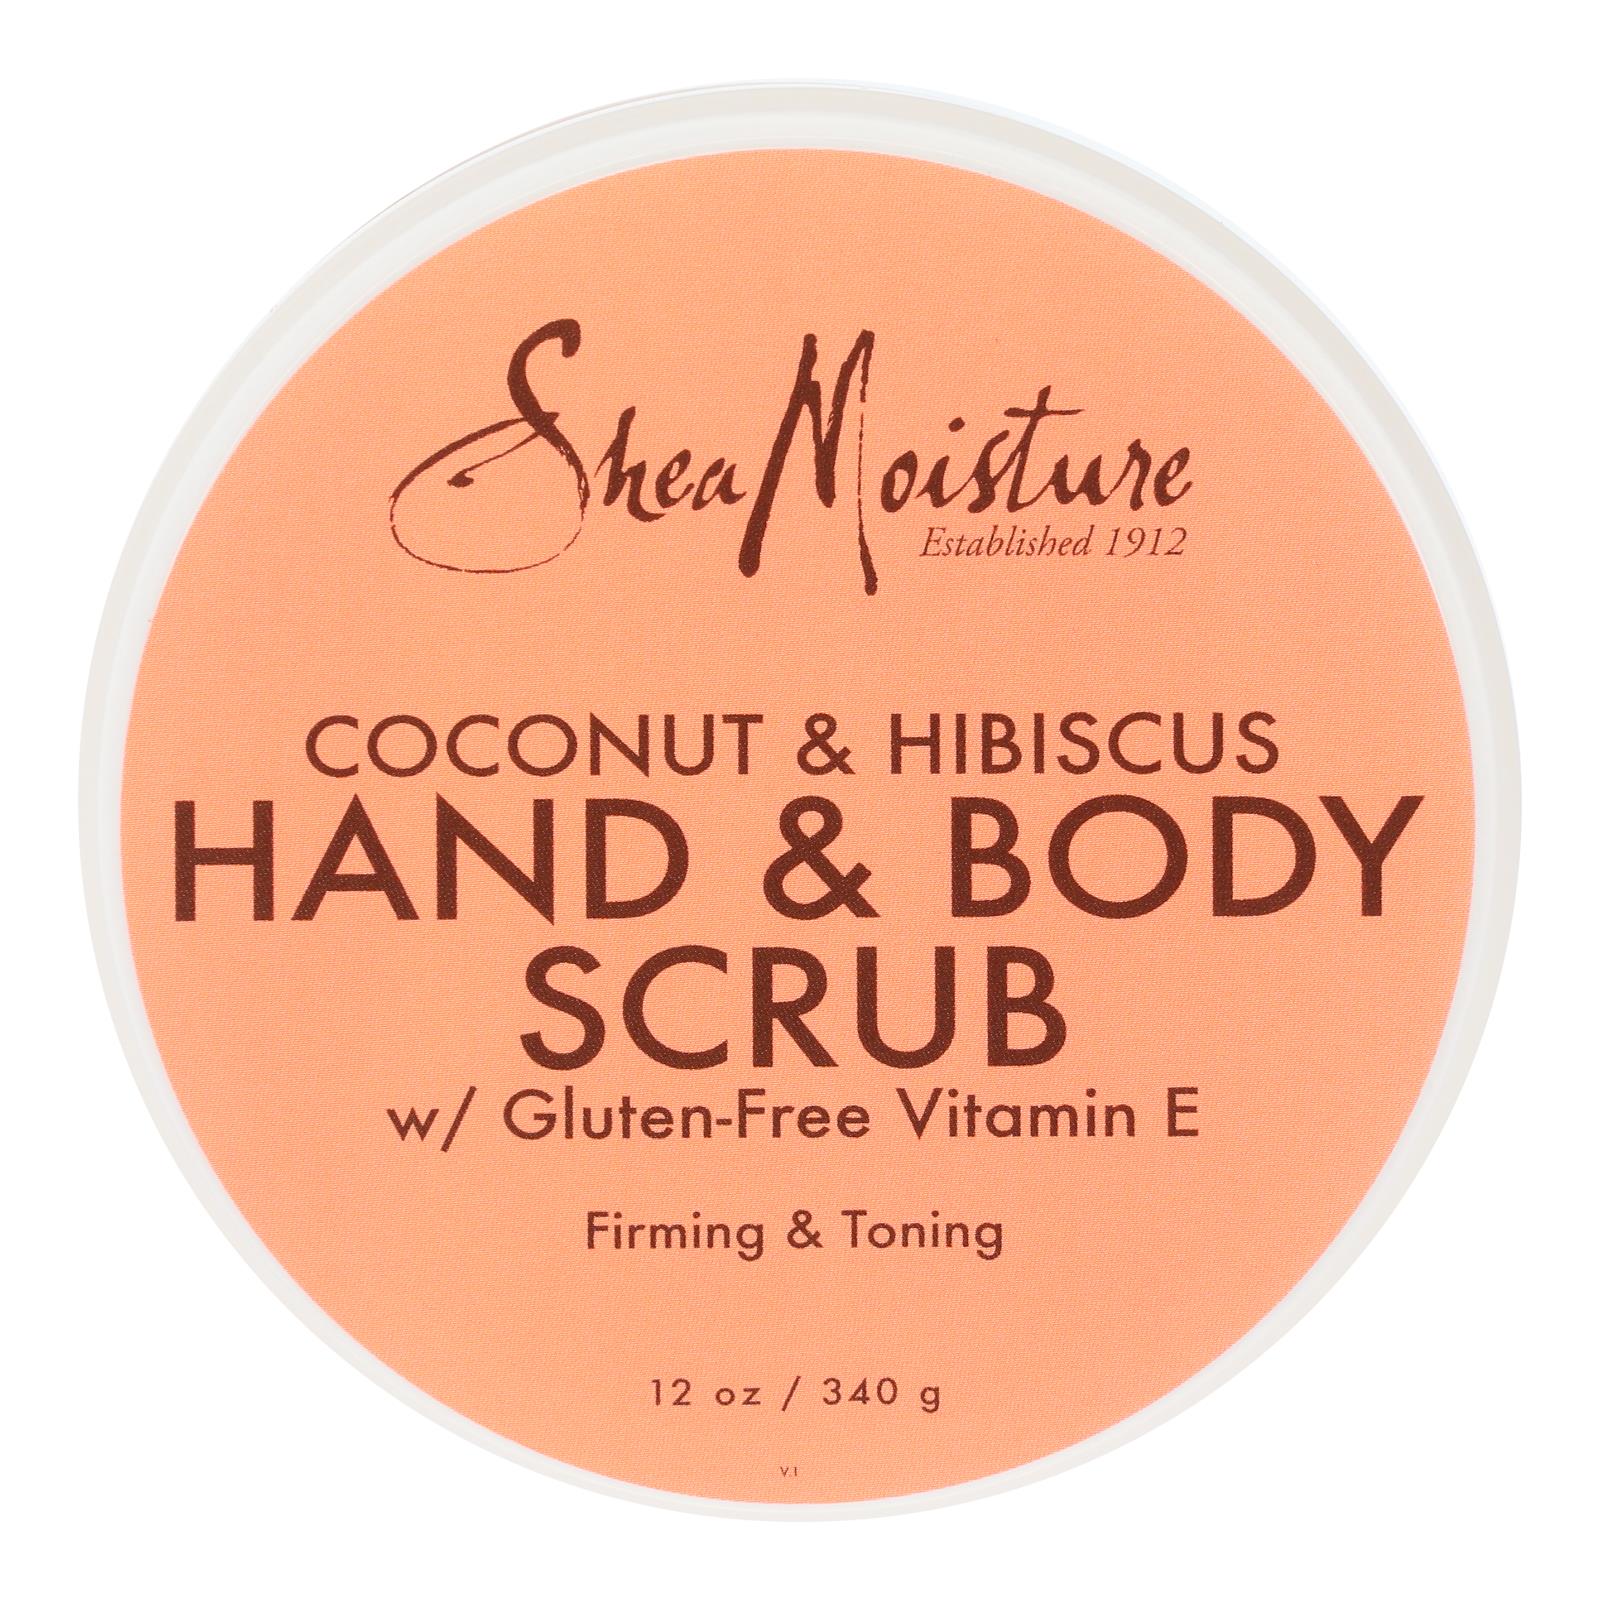 SheaMoisture
Established 1912
COCONUT & HIBISCUS
HAND & BODY
SCRUB
w/ Gluten-Free Vitamin E
Firming & Toning
12 oz / 340 g
V.1